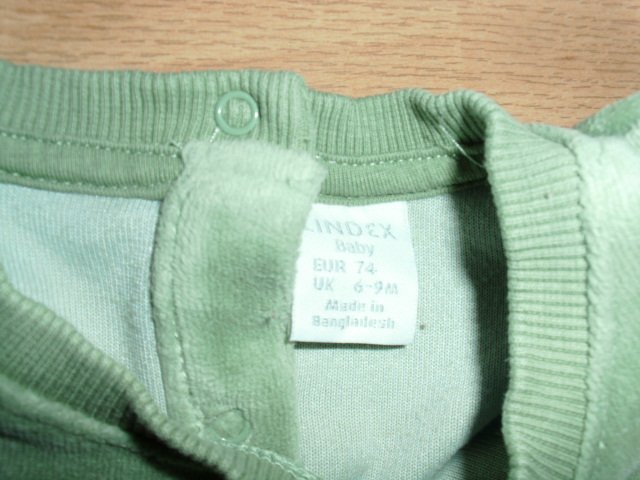 LINDEX
Baby
EUR 74
UK 6-9M
Made in
Bangladesh